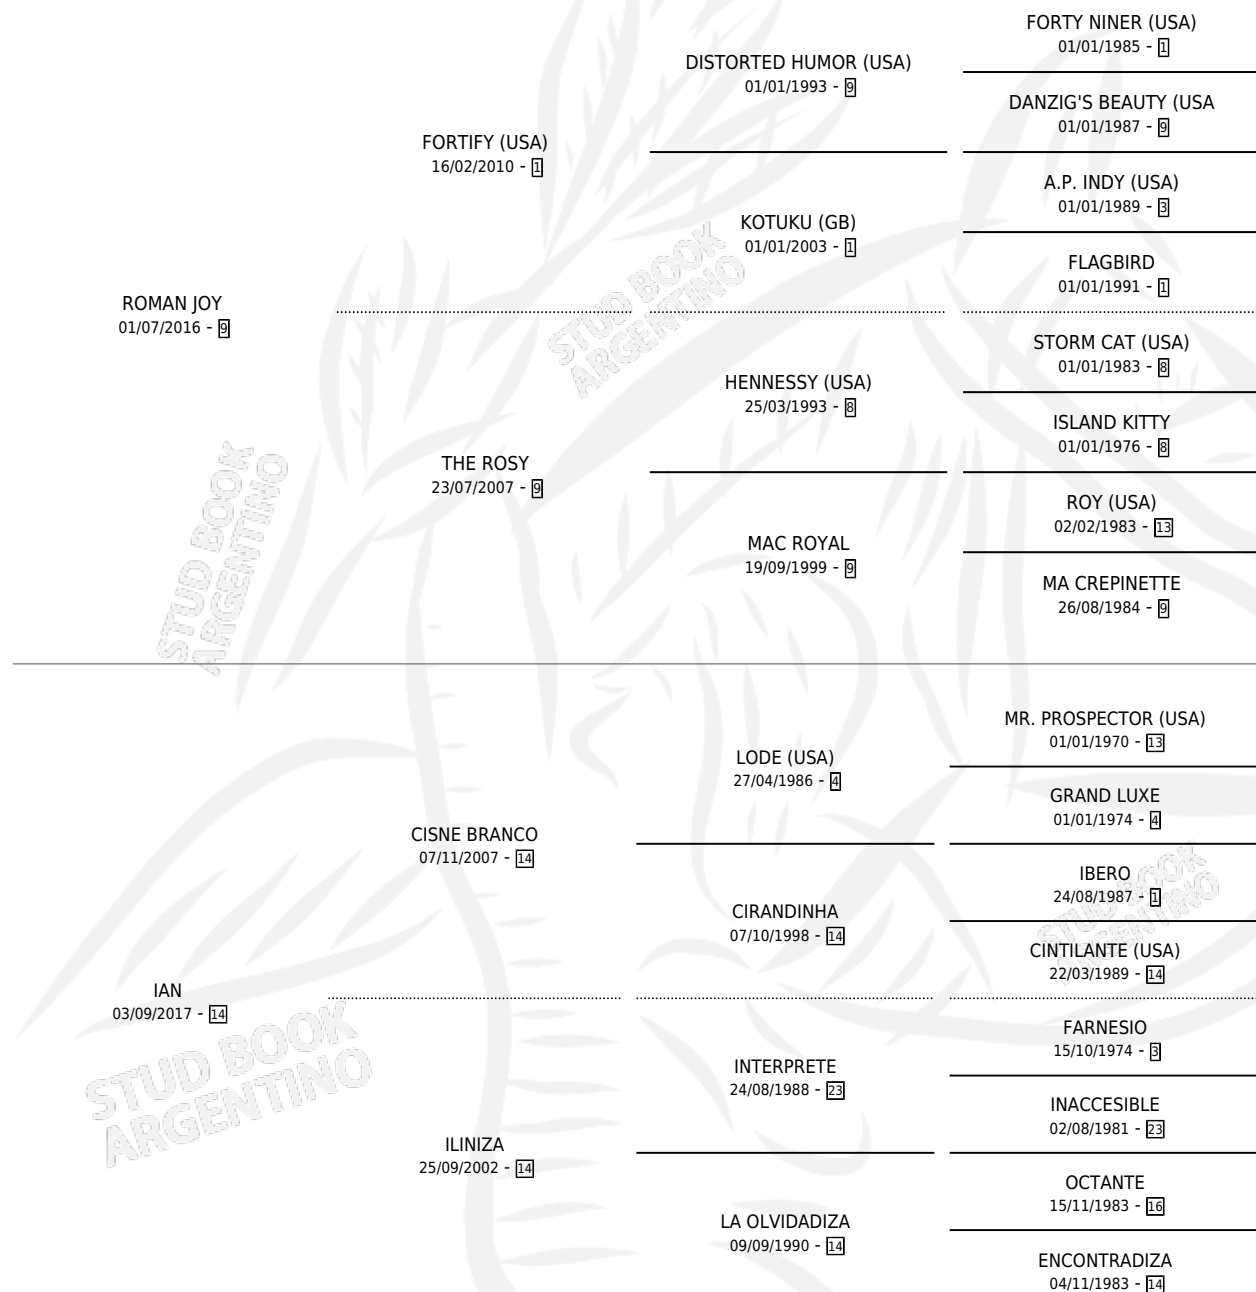 FORTY NINER (USA)
01/01/1985 - 1
DISTORTED HUMOR (USA)
01/01/1993 - 9
DANZIG'S BEAUTY (USA
01/01/1987 - 9
FORTIFY (USA)
16/02/2010 - 1
A.P. INDY (USA)
01/01/1989 - 3
KOTUKU (GB)
01/01/2003 - 1
FLAGBIRD
01/01/1991 - 1
ROMAN JOY
01/07/2016 - 9
STORM CAT (USA)
01/01/1983 - 8
HENNESSY (USA)
25/03/1993 - 8
ISLAND KITTY
01/01/1976 - 8
THE ROSY
23/07/2007 - 9
ROY (USA)
02/02/1983 - 13
MAC ROYAL
19/09/1999 - 9
MA CREPINETTE
26/08/1984 - 9
MR. PROSPECTOR (USA)
01/01/1970 - 13
LODE (USA)
27/04/1986 - 4
GRAND LUXE
01/01/1974 - 4
CISNE BRANCO
07/11/2007 - 14
IBERO
24/08/1987 - 1
CIRANDINHA
07/10/1998 - 14
CINTILANTE (USA)
22/03/1989 - 14
IAN
03/09/2017 - 14
FARNESIO
15/10/1974 - 3
INTERPRETE
24/08/1988 - 23
INACCESIBLE
02/08/1981 - 23
ILINIZA
25/09/2002 - 14
OCTANTE
15/11/1983 - 16
LA OLVIDADIZA
09/09/1990 - 14
ENCONTRADIZA
04/11/1983 - 14
STUD BOOK
ARGENTINO
STUD BOOK
ARGENTINO
STUD BOOK
ARGENTINO
STUD BOOK
ARGENTINO